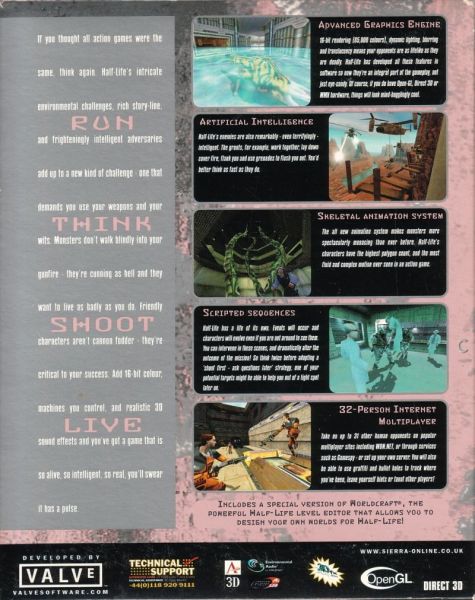 If you thought all action games were the
same, think again. Half-Life's intricate
environmental challenges, rich story-line,
RUN
and frighteningly intelligent adversaries
add up to a new kind of challenge - one that
demands you use your weapons and your
THINK
wits. Monsters don't walk blindly into your
gunfire - they're cunning as hell and they
want to live as badly as you do. Friendly
SHOOT
characters aren't cannon fodder - they're
critical to your success. Add 16-bit colour,
machines you control, and realistic 3D
LIVE
sound effects and you've got a game that is
so alive, so intelligent, so real, you'll swear
it has a pulse.
Advanced Graphics Engine
16-bit rendering (65,000 colours), dynamic lighting, blurring
and translucency means your opponents are as lifelike as they
are deadly. Half-Life has developed all these features in
software so now they're an integral part of the gameplay, not
just eye-candy. Of course, if you do have Open-GL, Direct 3D or
MMX hardware, things will look mind-bogglingly cool.
Artificial Intelligence
Half-Life's enemies are also remarkably - even terrifyingly -
intelligent. The grunts, for example, work together, lay down
cover fire, flank you and use grenades to flush you out. You'd
better think as fast as they do.
Skeletal animation system
The all new animation system makes monsters more
spectacularly menacing than ever before. Half-Life's
characters have the highest polygon count, and the most
fluid and complex motion ever seen in an action game.
Scripted sequences
Half-Life has a life of its own. Events will occur and
characters will evolve even if you are not around to see them.
You can intervene in these scenes, and dramatically alter the
outcome of the mission! So think twice before adopting a
'shoot first - ask questions later' strategy, one of your
potential targets might be able to help you out of a tight spot
later on.
32-Person Internet
Multiplayer
Take on up to 31 other human opponents on popular
multiplayer sites including WON.NET, or through services
such as Gamespy - or set up your own server. You will also
be able to use graffiti and bullet holes to track where
you've been, leave yourself hints or taunt other players!
Includes a special version of Worldcraft®, the
powerful Half-Life level editor that allows you to
design your own worlds for Half-Life!
DEVELOPED BY
VALVE
VALVESOFTWARE.COM
TECHNICAL
SUPPORT
+44(0)118 920 9111
A
3D
Environmental
Audio
WWW.SIERRA-ONLINE.CO.UK
OpenGL
DIRECT 3D